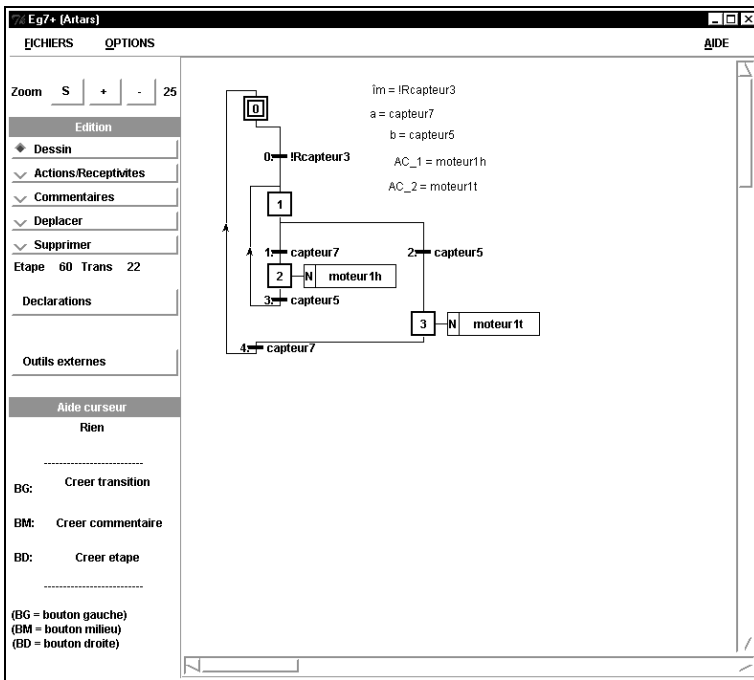 Eg7+ (Artars)
FICHIERS OPTIONS AIDE
Zoom S + - 25
Edition
Dessin
Actions/Receptivites
Commentaires
Deplacer
Supprimer
Etape 60 Trans 22
Declarations
Outils externes
Aide curseur
Rien
-------------------------
BG: Creer transition
BM: Creer commentaire
BD: Creer etape
-------------------------
(BG = bouton gauche)
(BM = bouton milieu)
(BD = bouton droite)
îm = !Rcapteur3
a = capteur7
b = capteur5
AC_1 = moteur1h
AC_2 = moteur1t
0
0. !Rcapteur3
1
1. capteur7
2. capteur5
2 N moteur1h
3. capteur5
3 N moteur1t
4. capteur7